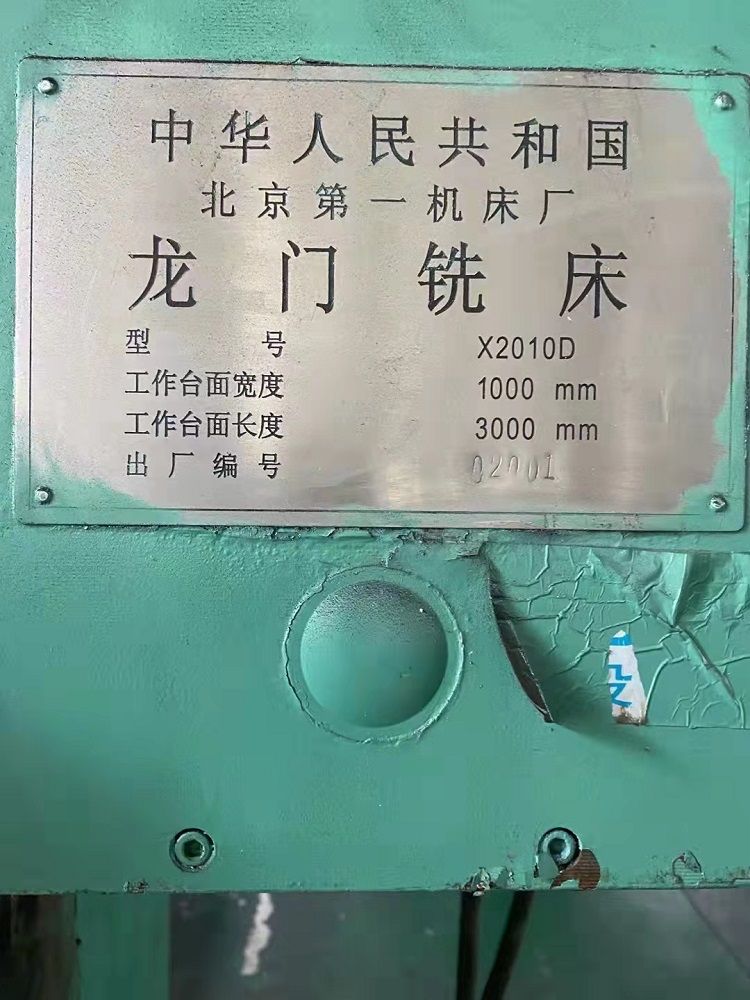 中华人民共和国
北京第一机床厂
龙门铣床
型号 X2010D
工作台面宽度 1000 mm
工作台面长度 3000 mm
出厂编号 02001